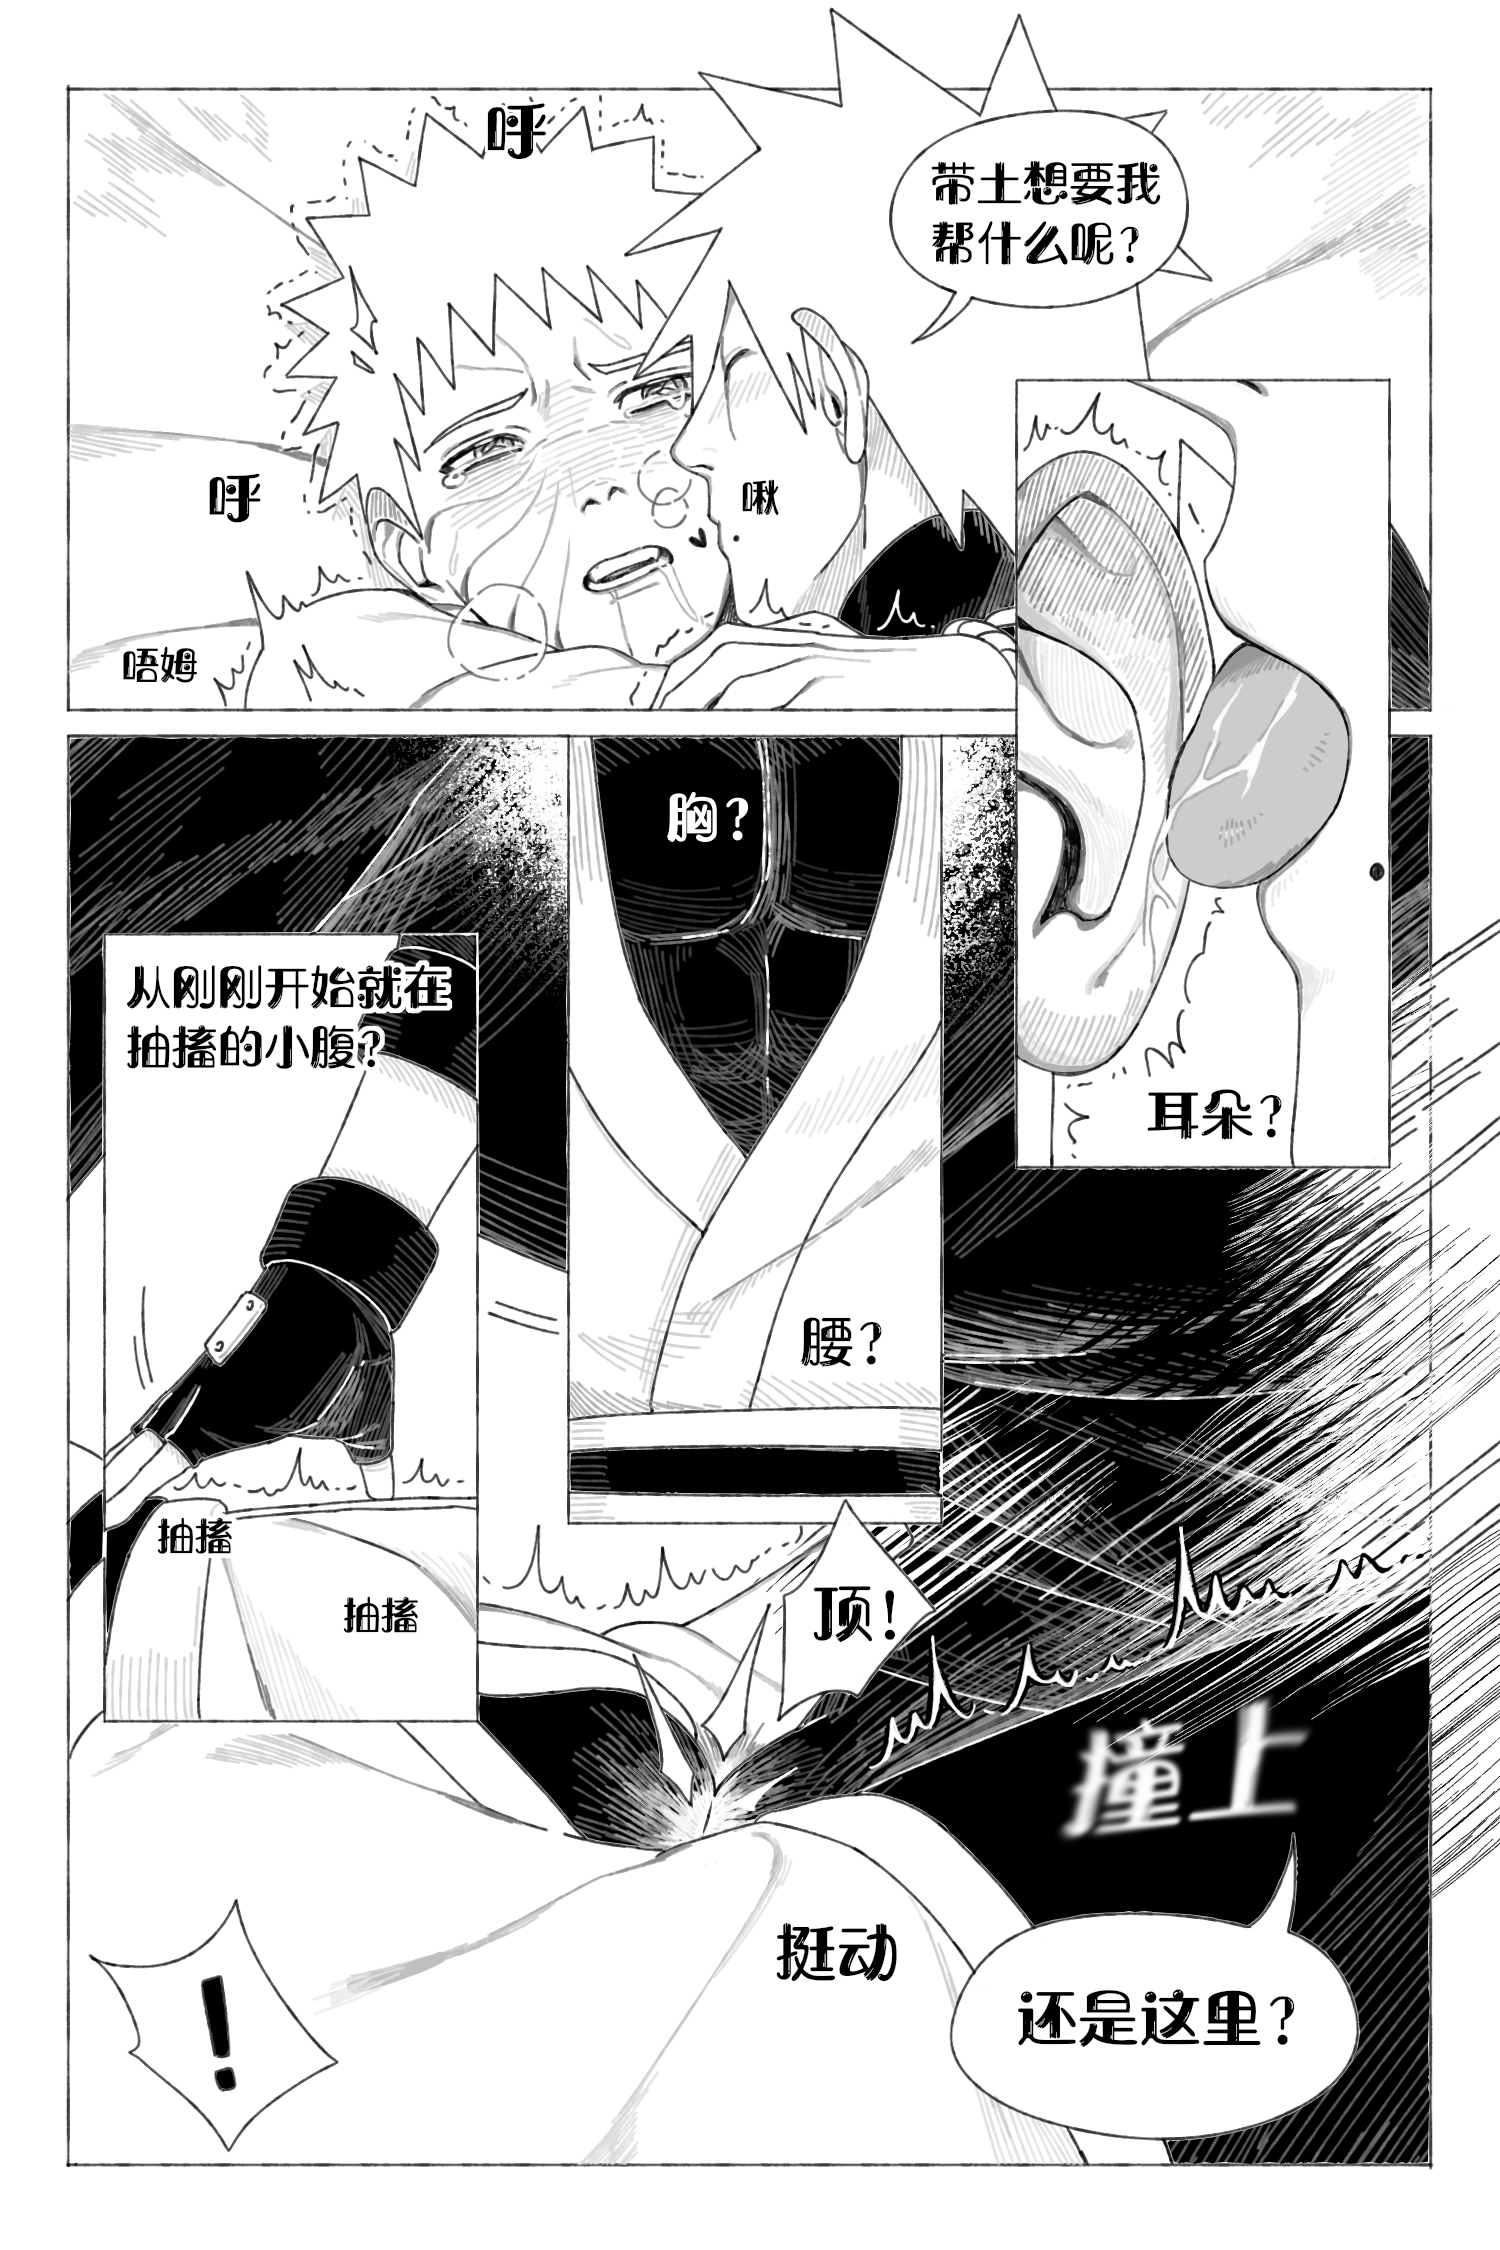 呼
带土想要我
帮什么呢?
呼
啾
唔姆
胸?
从刚刚开始就在
抽搐的小腹?
耳朵?
腰?
抽搐
抽搐
顶!
撞上
挺动
还是这里?
!